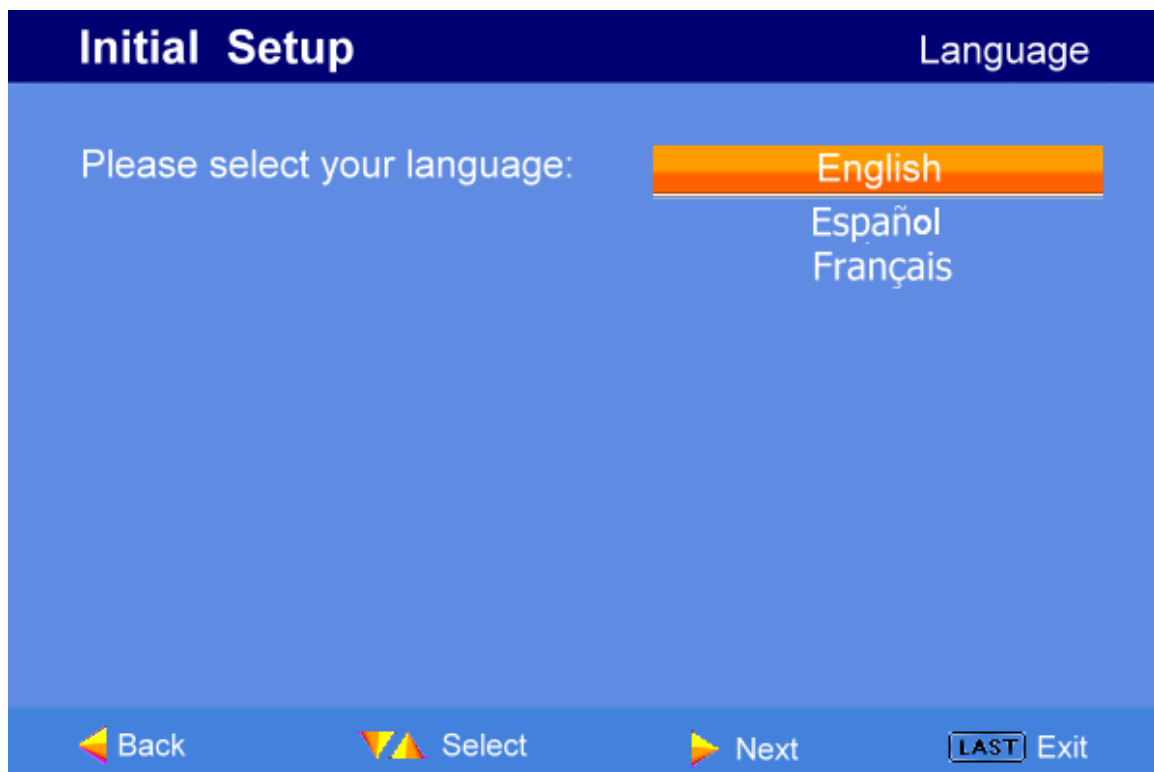 Initial Setup Language
Please select your language: English
Español
Français
Back Select Next LAST Exit